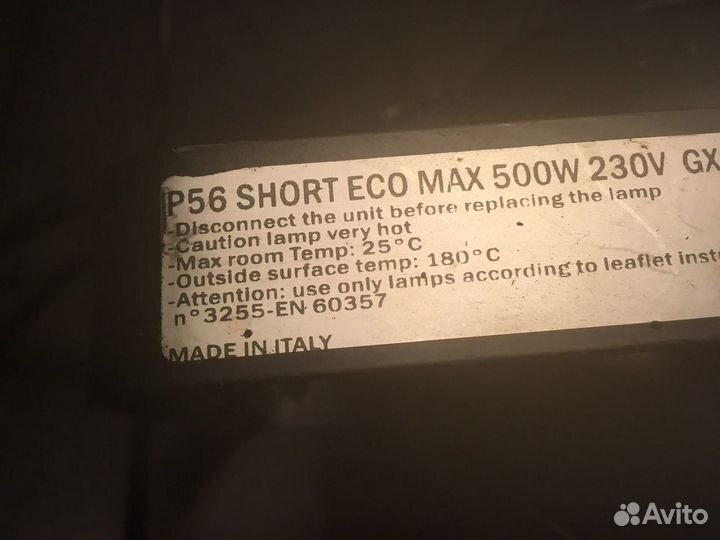 P56 SHORT ECO MAX 500W 230V GX
-Disconnect the unit before replacing the lamp
-Caution lamp very hot
-Max room Temp: 25°C
-Outside surface temp: 180°C
-Attention: use only lamps according to leaflet instr
n°3255-EN 60357
MADE IN ITALY
Avito